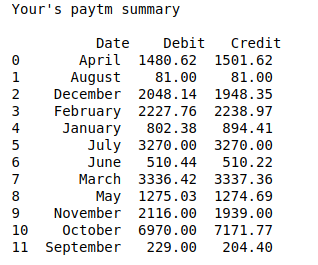 Your's paytm summary
Date Debit Credit
0 April 1480.62 1501.62
1 August 81.00 81.00
2 December 2048.14 1948.35
3 February 2227.76 2238.97
4 January 802.38 894.41
5 July 3270.00 3270.00
6 June 510.44 510.22
7 March 3336.42 3337.36
8 May 1275.03 1274.69
9 November 2116.00 1939.00
10 October 6970.00 7171.77
11 September 229.00 204.40